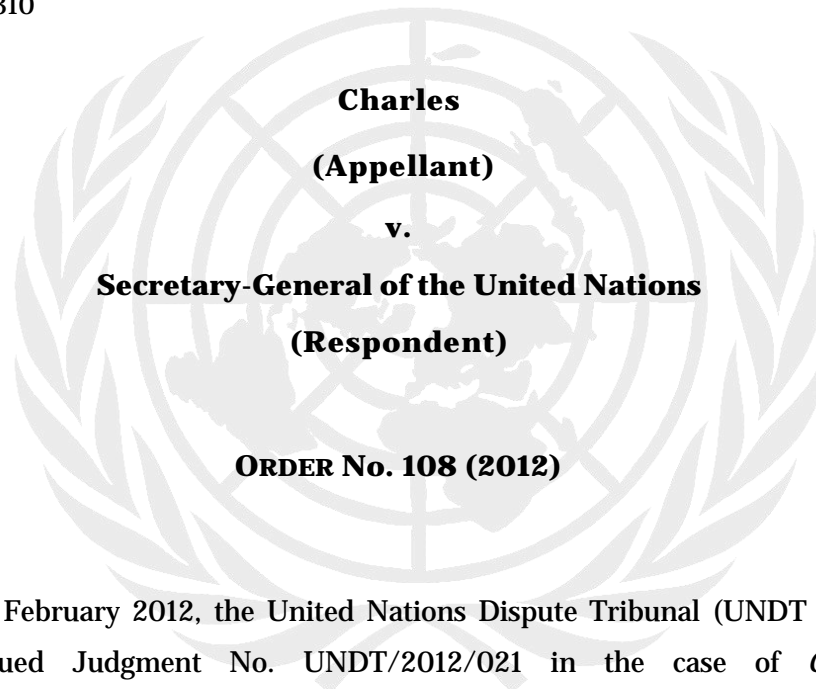 310
Charles
(Appellant)
v.
Secretary-General of the United Nations
(Respondent)
ORDER No. 108 (2012)
February 2012, the United Nations Dispute Tribunal (UNDT
ued Judgment No. UNDT/2012/021 in the case of